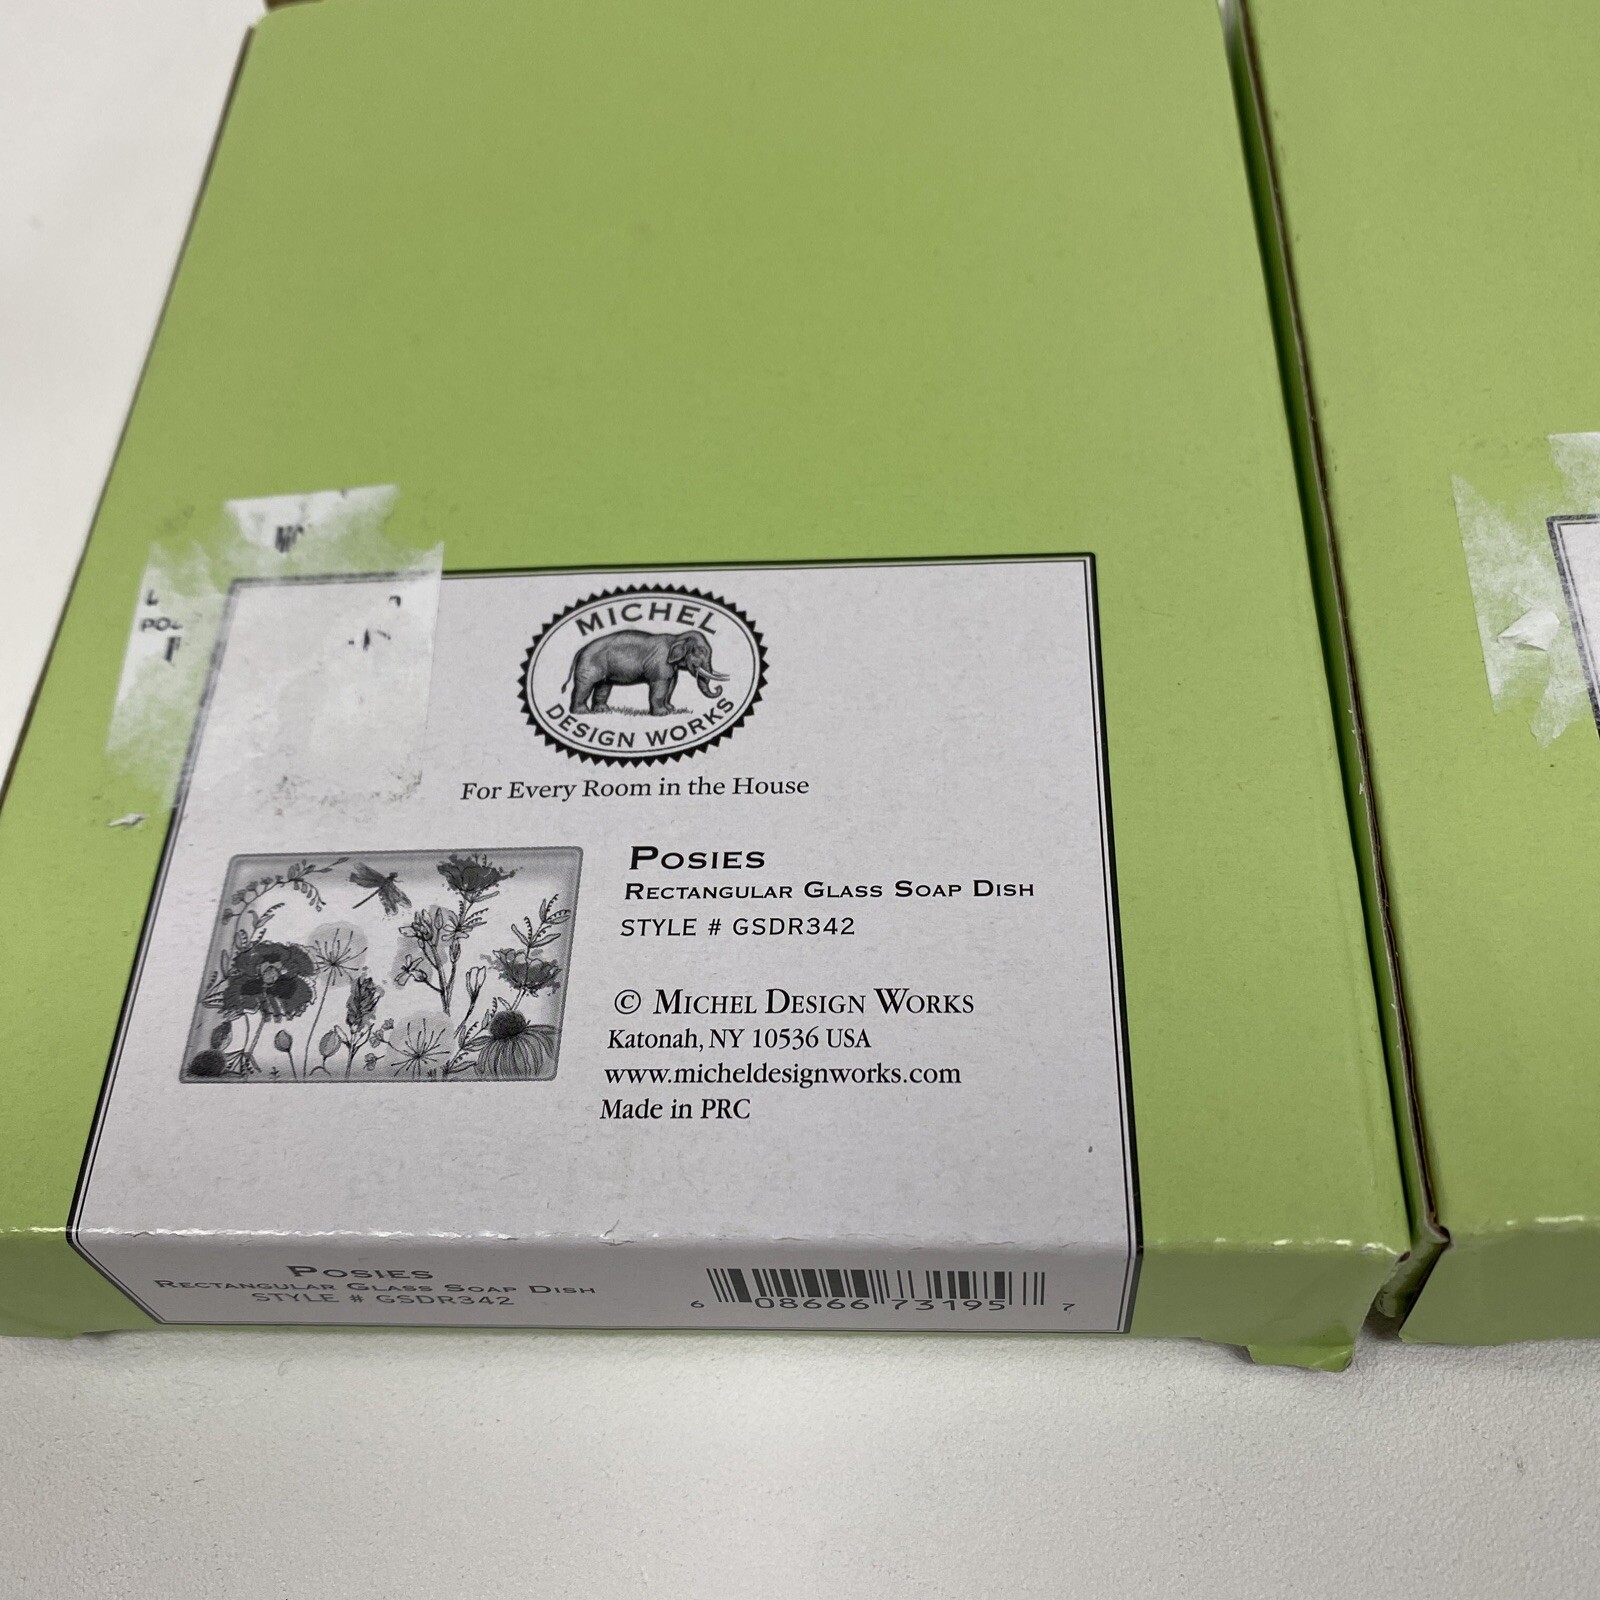 MICHEL
DESIGN WORKS
For Every Room in the House
POSIES
RECTANGULAR GLASS SOAP DISH
STYLE # GSDR342
© MICHEL DESIGN WORKS
Katonah, NY 10536 USA
www.micheldesignworks.com
Made in PRC
POSIES
RECTANGULAR GLASS SOAP DISH
STYLE # GSDR342
6 08666 73195 7